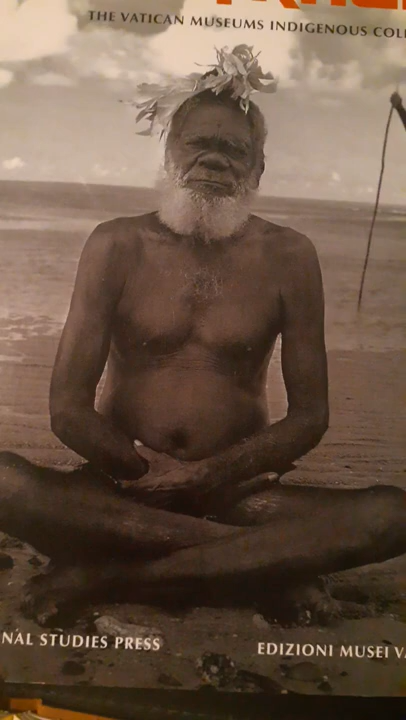 THE VATICAN MUSEUMS INDIGENOUS COLL
NAL STUDIES PRESS
EDIZIONI MUSEI VA